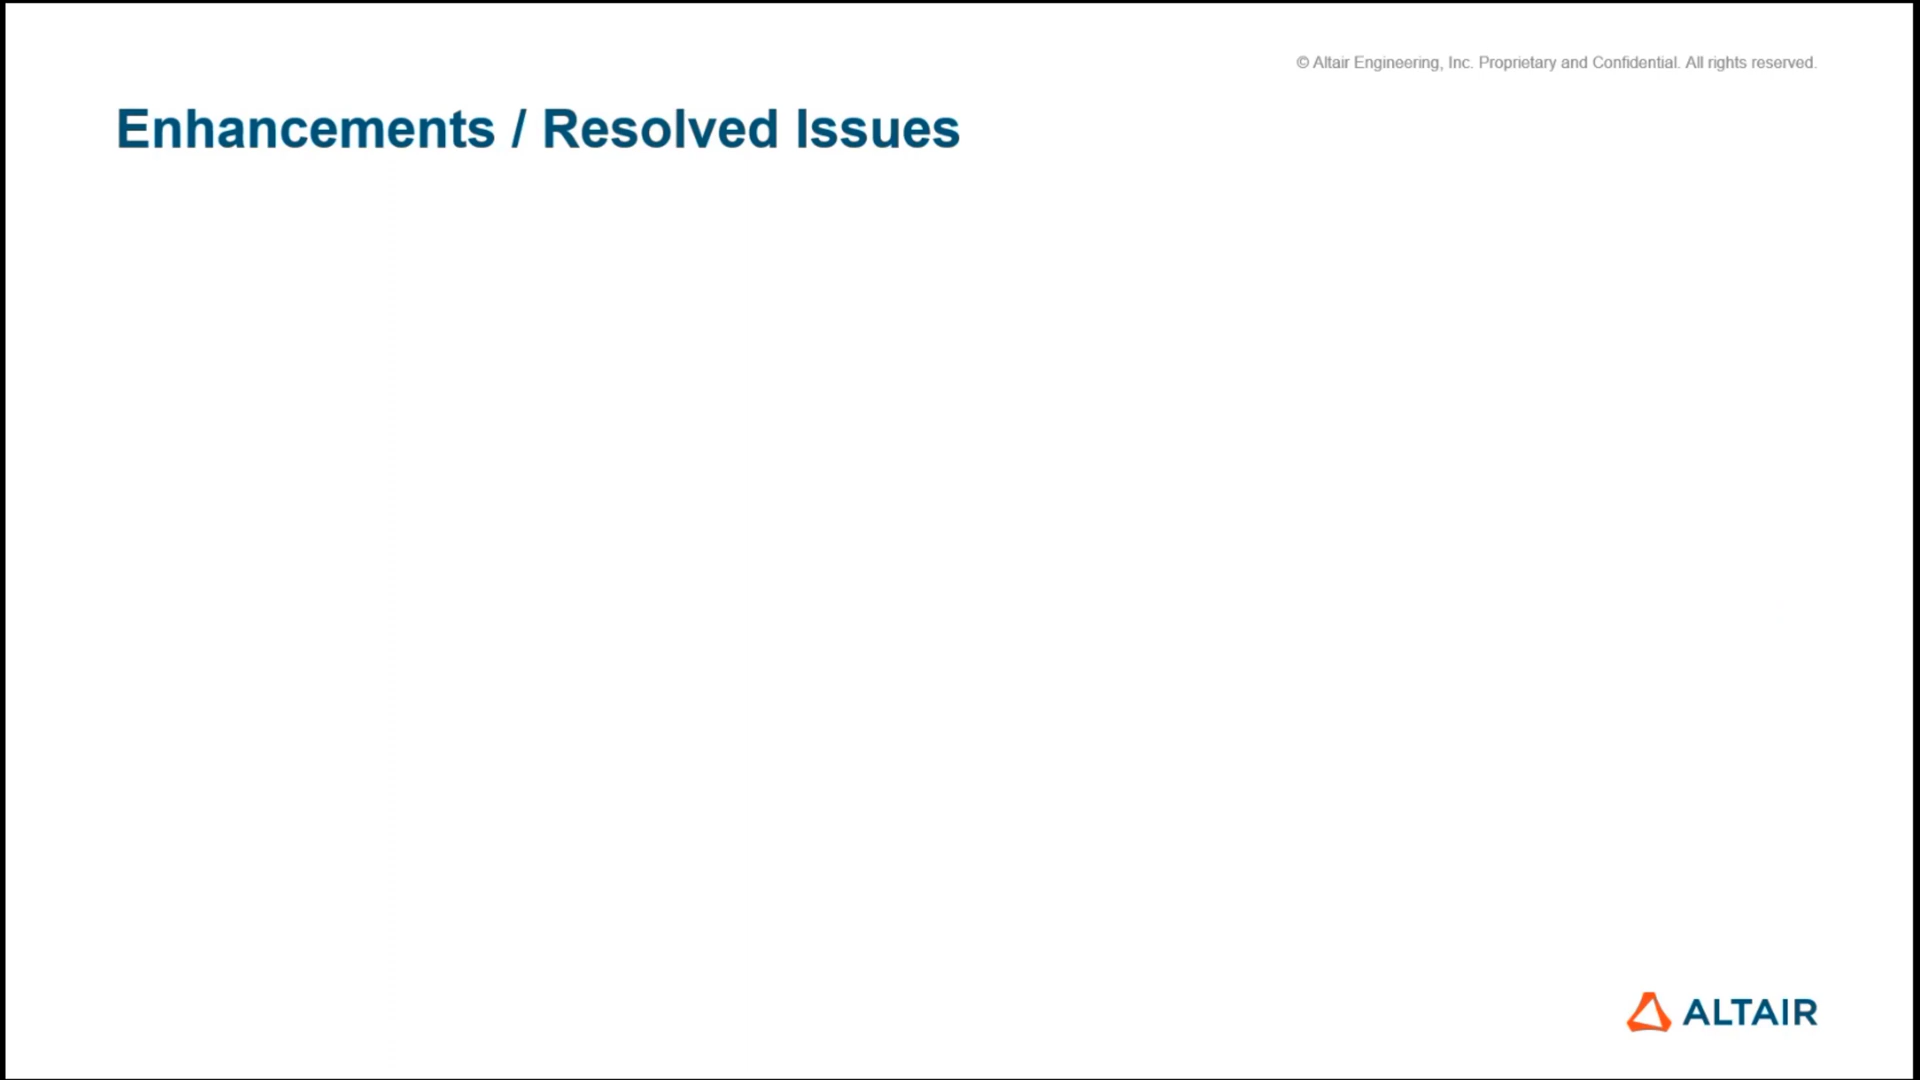 © Altair Engineering, Inc. Proprietary and Confidential. All rights reserved.
Enhancements / Resolved Issues
ALTAIR